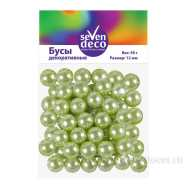 seven
deco
Бусы
декоративные
Вес: 50 г
Размер: 12 мм